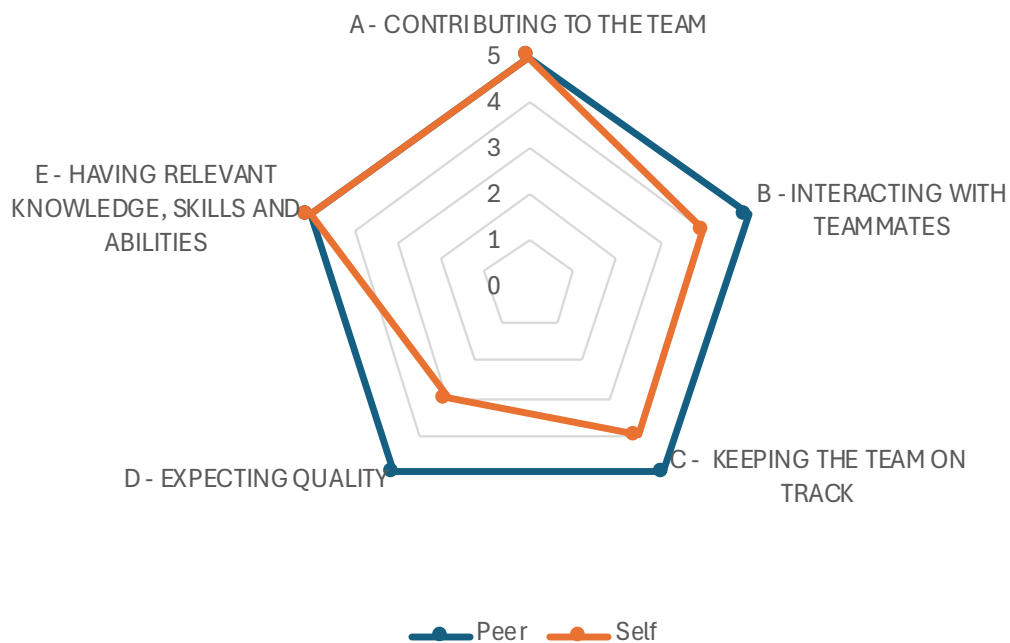 A - CONTRIBUTING TO THE TEAM
5
4
3
2
1
0
B - INTERACTING WITH
TEAMMATES
C - KEEPING THE TEAM ON
TRACK
D - EXPECTING QUALITY
E - HAVING RELEVANT
KNOWLEDGE, SKILLS AND
ABILITIES
Peer Self